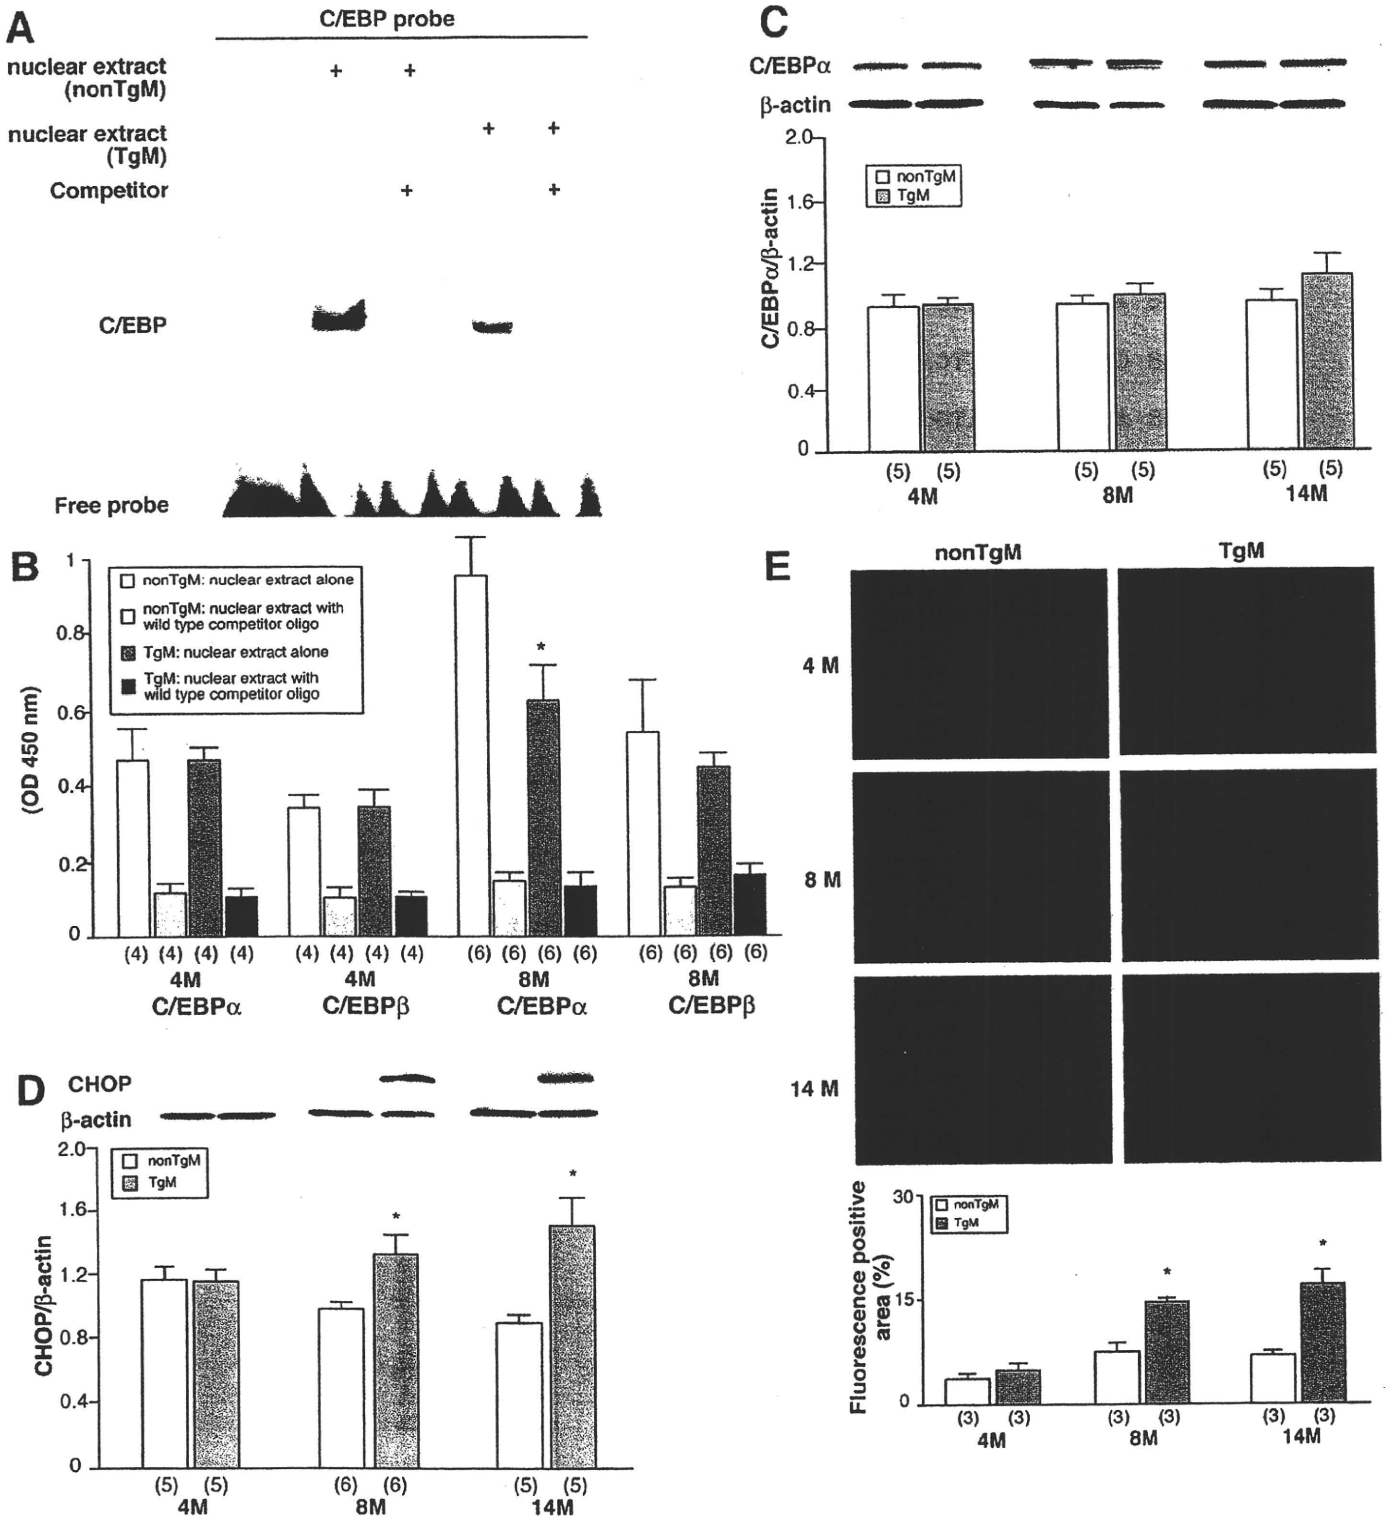 A
C/EBP probe
nuclear extract
(nonTgM)
+ +
nuclear extract
(TgM)
+ +
Competitor
+ +
C/EBP
Free probe
B
1
0.8
0.6
0.4
0.2
0
(OD 450 nm)
nonTgM: nuclear extract alone
nonTgM: nuclear extract with
wild type competitor oligo
TgM: nuclear extract alone
TgM: nuclear extract with
wild type competitor oligo
*
(4) (4) (4) (4) (4) (4) (4) (4) (6) (6) (6) (6) (6) (6) (6) (6)
4M 4M 8M 8M
C/EBPα C/EBPβ C/EBPα C/EBPβ
C
C/EBPα
β-actin
2.0
1.6
1.2
0.8
0.4
0
C/EBPα/β-actin
nonTgM
TgM
(5) (5) (5) (5) (5) (5)
4M 8M 14M
D
CHOP
β-actin
2.0
1.6
1.2
0.8
0.4
0
CHOP/β-actin
nonTgM
TgM
* *
(5) (5) (6) (6) (5) (5)
4M 8M 14M
E
nonTgM TgM
4 M
8 M
14 M
30
15
0
Fluorescence positive
area (%)
nonTgM
TgM
* *
(3) (3) (3) (3) (3) (3)
4M 8M 14M